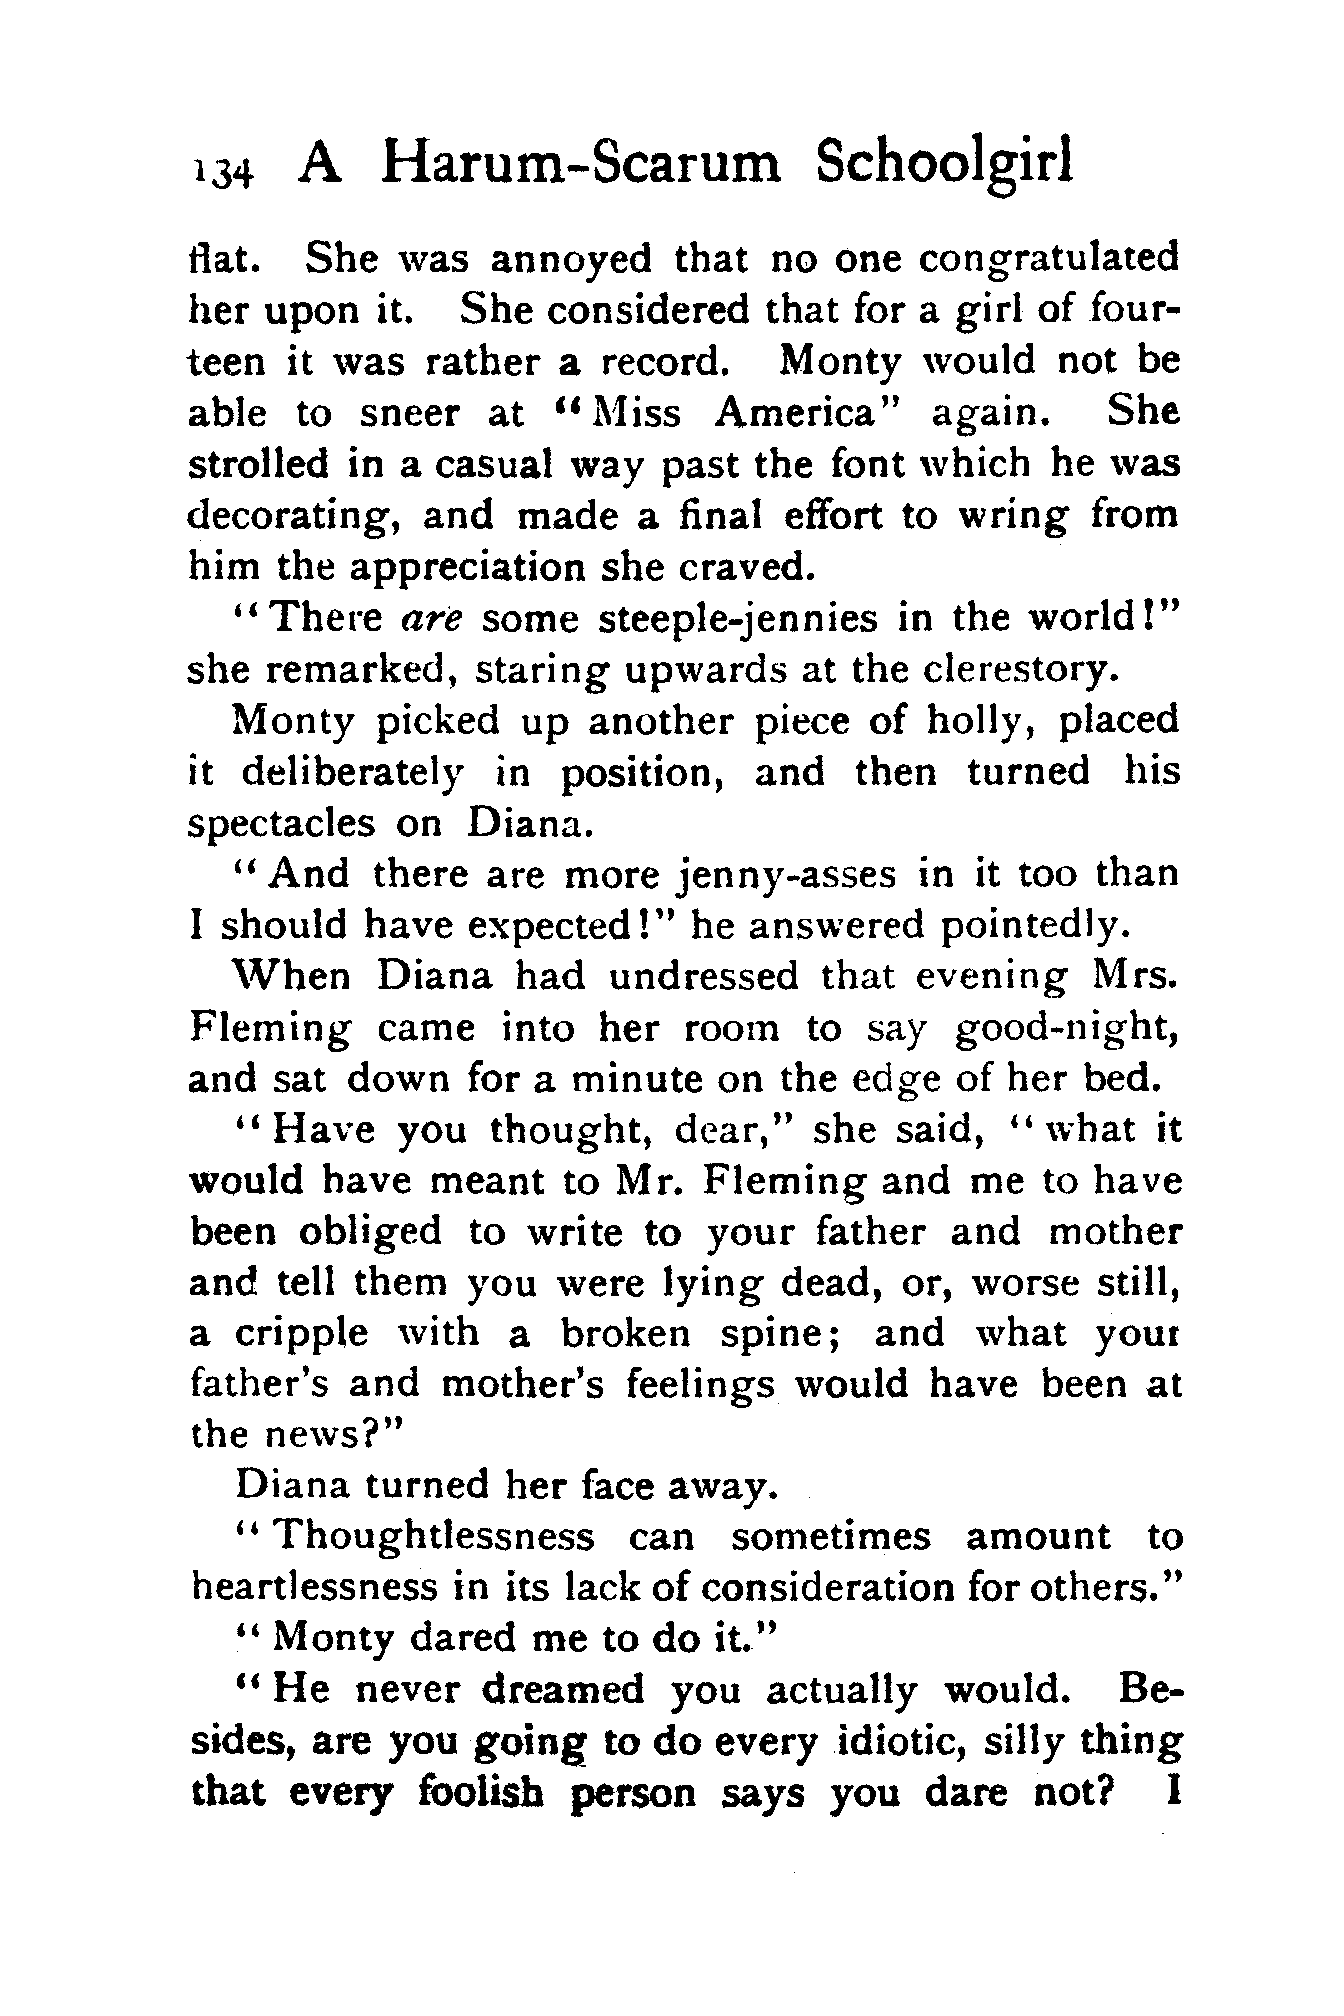 134 A Harum-Scarum Schoolgirl
flat. She was annoyed that no one congratulated
her upon it. She considered that for a girl of four-
teen it was rather a record. Monty would not be
able to sneer at "Miss America" again. She
strolled in a casual way past the font which he was
decorating, and made a final effort to wring from
him the appreciation she craved.
"There are some steeple-jennies in the world!"
she remarked, staring upwards at the clerestory.
Monty picked up another piece of holly, placed
it deliberately in position, and then turned his
spectacles on Diana.
"And there are more jenny-asses in it too than
I should have expected!" he answered pointedly.
When Diana had undressed that evening Mrs.
Fleming came into her room to say good-night,
and sat down for a minute on the edge of her bed.
"Have you thought, dear," she said, "what it
would have meant to Mr. Fleming and me to have
been obliged to write to your father and mother
and tell them you were lying dead, or, worse still,
a cripple with a broken spine; and what your
father's and mother's feelings would have been at
the news?"
Diana turned her face away.
"Thoughtlessness can sometimes amount to
heartlessness in its lack of consideration for others."
"Monty dared me to do it."
"He never dreamed you actually would. Be-
sides, are you going to do every idiotic, silly thing
that every foolish person says you dare not? I